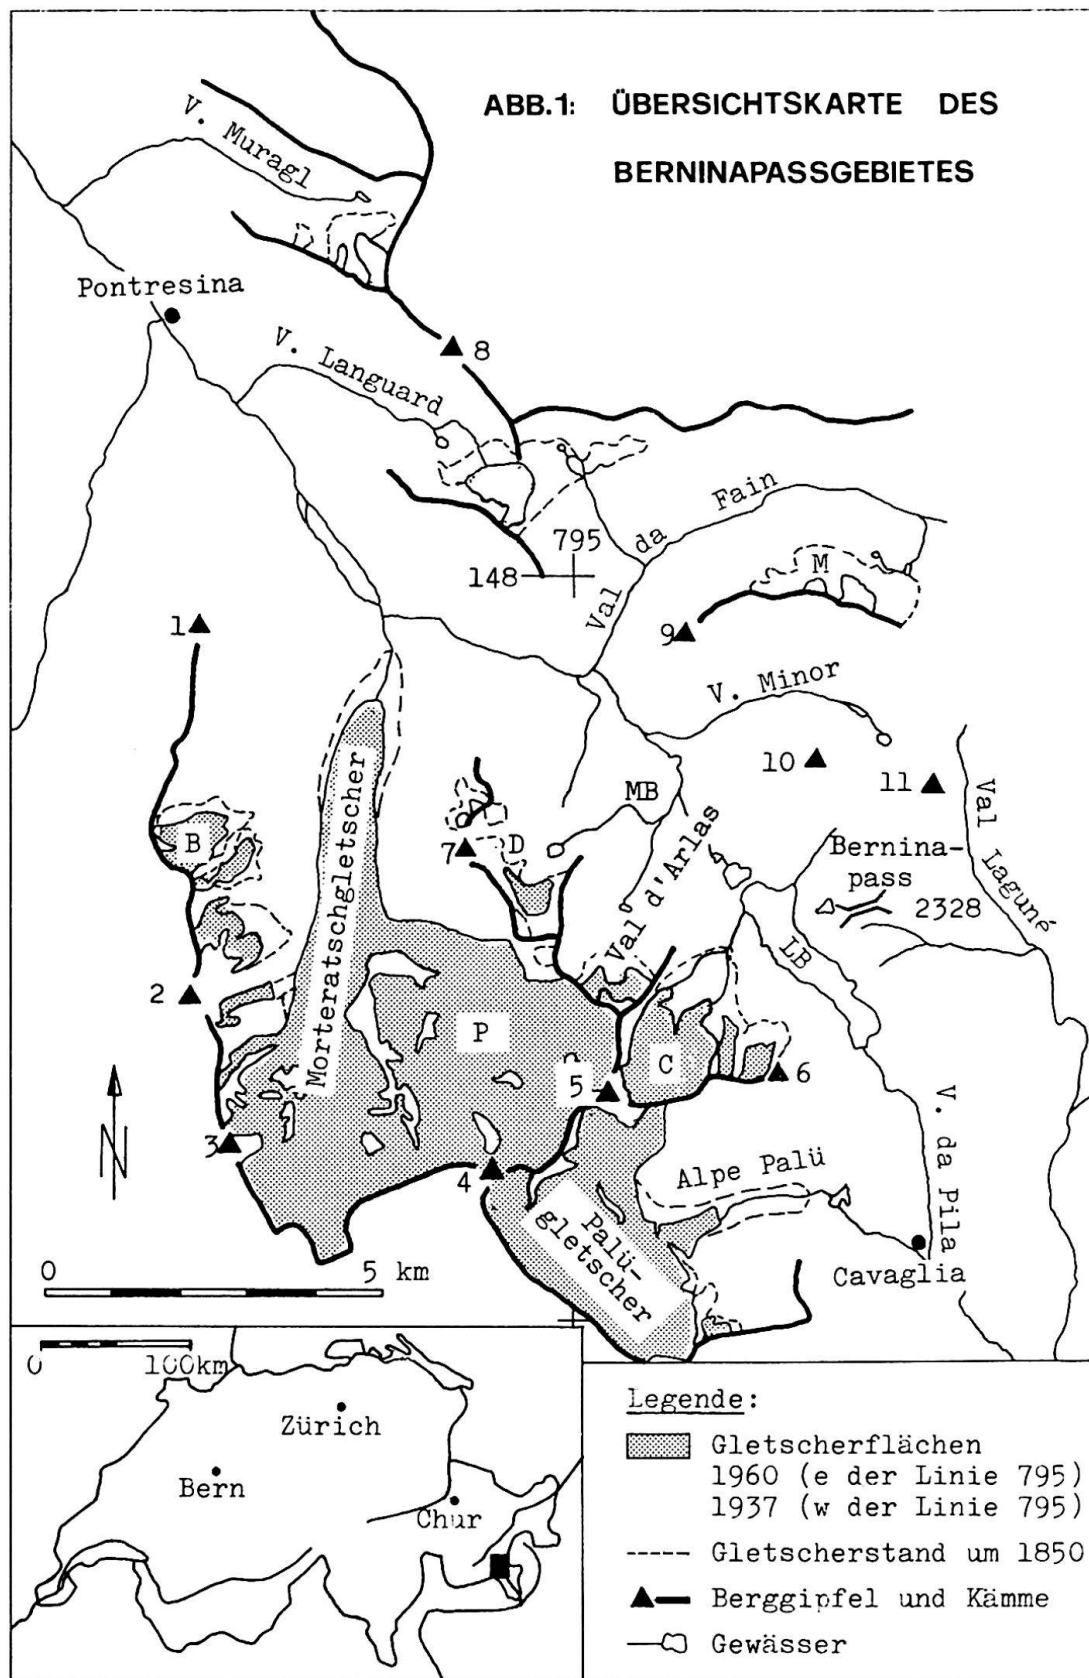 ABB.1: ÜBERSICHTSKARTE DES
BERNINAPASSGEBIETES
V. Muragl
Pontresina
8
V. Languard
Val da Fain
795
148
M
1
9
V. Minor
10
11
MB
B
7
D
Morteratschgletscher
Val d'Arlas
Bernina-
pass
2328
Val Laguné
LB
2
P
C
5
6
3
4
Alpe Palü
V. da Pila
Palü-
gletscher
Cavaglia
N
0 5 km
0 100km
Zürich
Bern
Chur
Legende:
Gletscherflächen
1960 (e der Linie 795)
1937 (w der Linie 795)
Gletscherstand um 1850
Berggipfel und Kämme
Gewässer